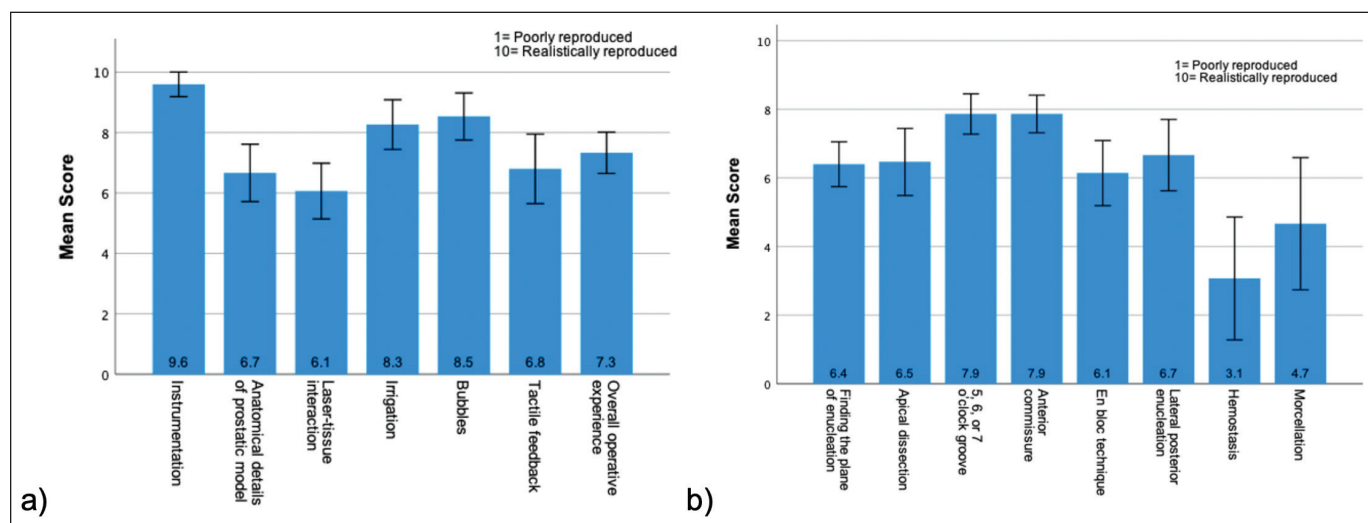 1= Poorly reproduced
10= Realistically reproduced
Mean Score
10
8
6
4
2
0
9.6
6.7
6.1
8.3
8.5
6.8
7.3
Instrumentation
Anatomical details
of prostatic model
Laser-tissue
interaction
Irrigation
Bubbles
Tactile feedback
Overall operative
experience
a)
1= Poorly reproduced
10= Realistically reproduced
Mean Score
10
8
6
4
2
0
6.4
6.5
7.9
7.9
6.1
6.7
3.1
4.7
Finding the plane
of enucleation
Apical dissection
5, 6, or 7
o'clock groove
Anterior
commissure
En bloc technique
Lateral posterior
enucleation
Hemostasis
Morcellation
b)